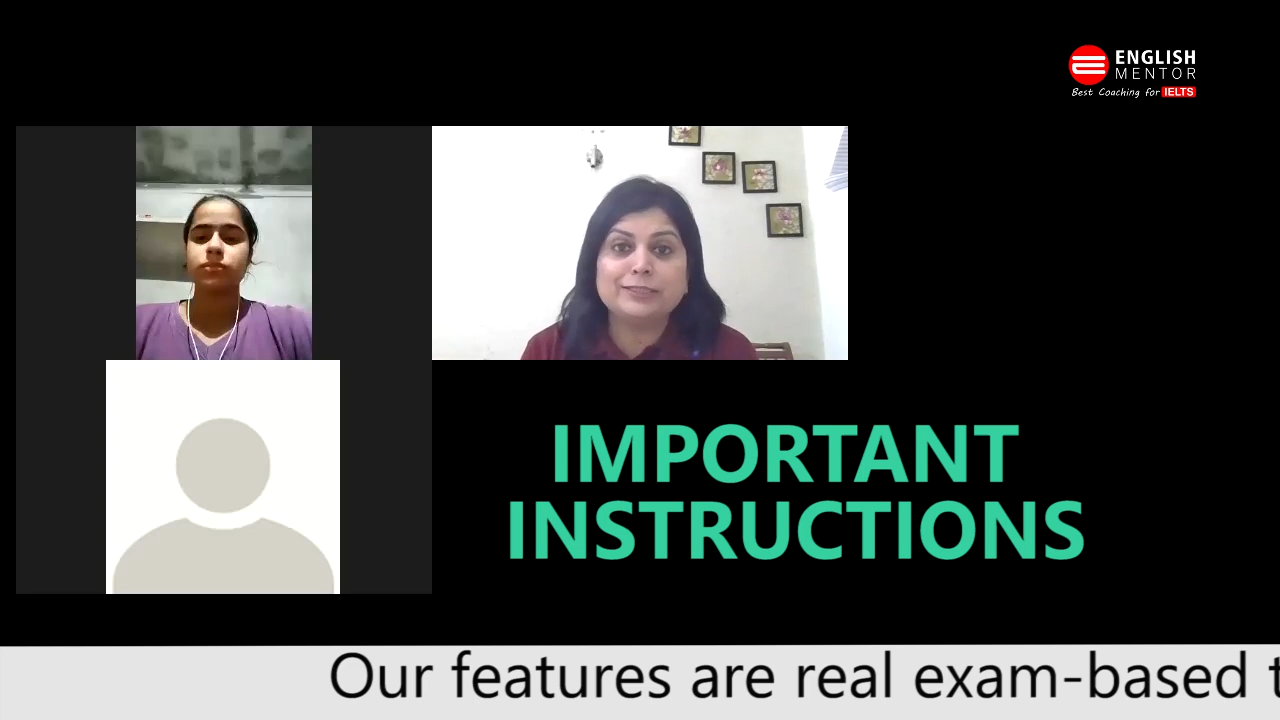 ENGLISH
MENTOR
Best Coaching for IELTS
IMPORTANT
INSTRUCTIONS
Our features are real exam-based